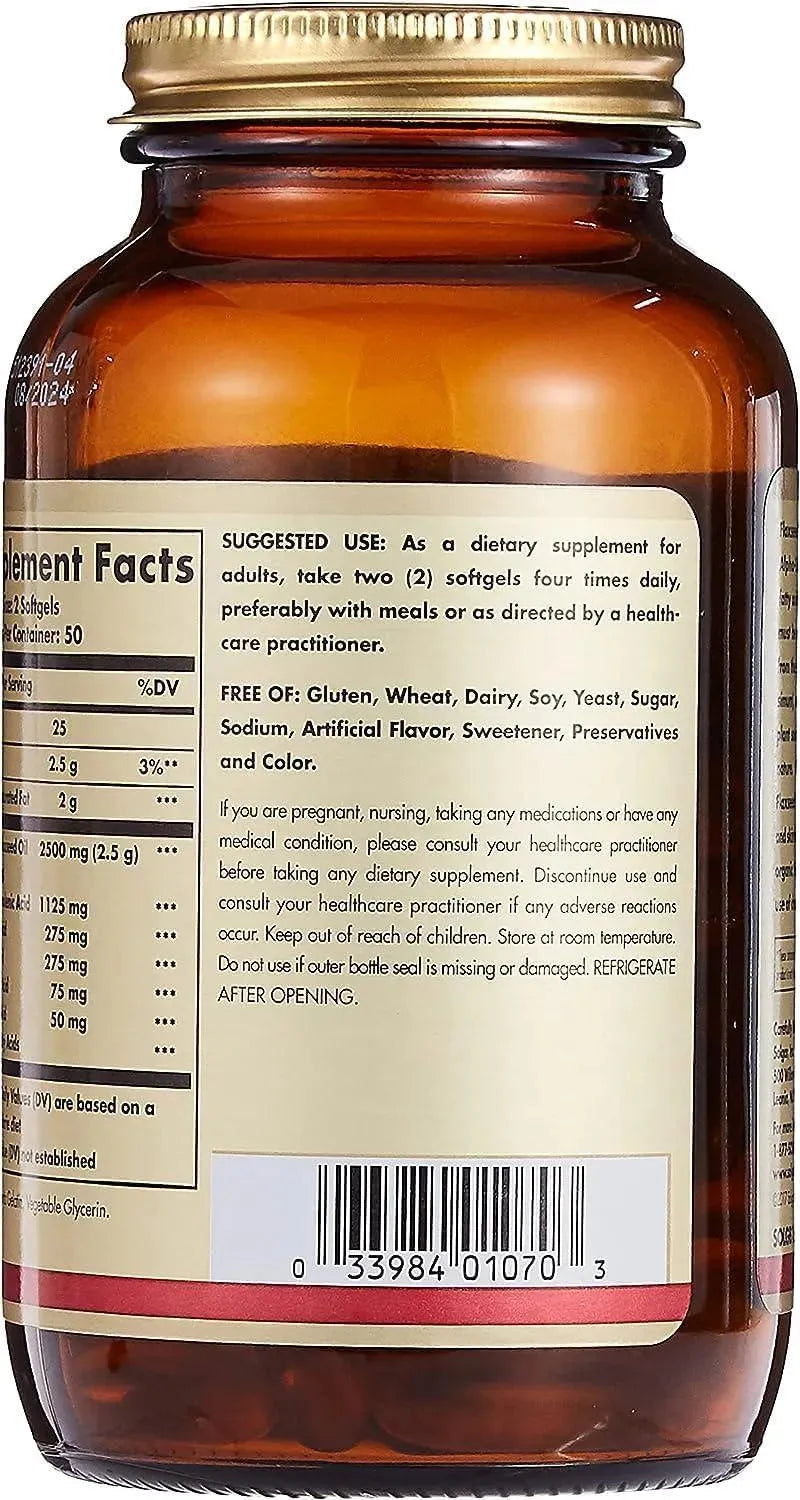 08/2024
plement Facts
2 Softgels
Container: 50
Serving %DV
25
2.5 g 3%**
Fat 2 g ***
Oil 2500 mg (2.5 g) ***
Acid 1125 mg ***
275 mg ***
275 mg ***
75 mg ***
50 mg ***
Acids ***
Values (DV) are based on a
diet
(DV) not established
Gelatin, Vegetable Glycerin.
SUGGESTED USE: As a dietary supplement for
adults, take two (2) softgels four times daily,
preferably with meals or as directed by a health-
care practitioner.
FREE OF: Gluten, Wheat, Dairy, Soy, Yeast, Sugar,
Sodium, Artificial Flavor, Sweetener, Preservatives
and Color.
If you are pregnant, nursing, taking any medications or have any
medical condition, please consult your healthcare practitioner
before taking any dietary supplement. Discontinue use and
consult your healthcare practitioner if any adverse reactions
occur. Keep out of reach of children. Store at room temperature.
Do not use if outer bottle seal is missing or damaged. REFRIGERATE
AFTER OPENING.
0 33984 01070 3